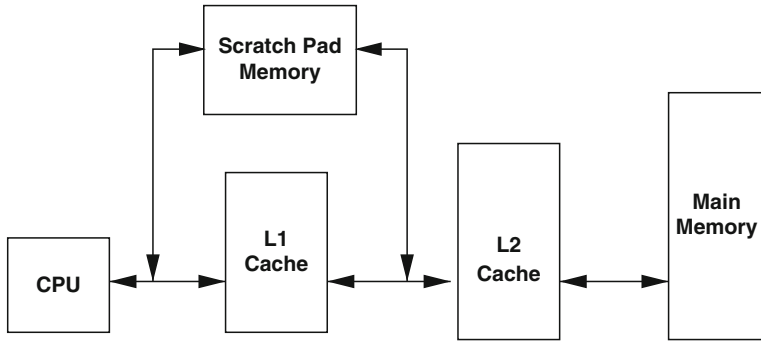 Scratch Pad
Memory
L1
Cache
L2
Cache
Main
Memory
CPU